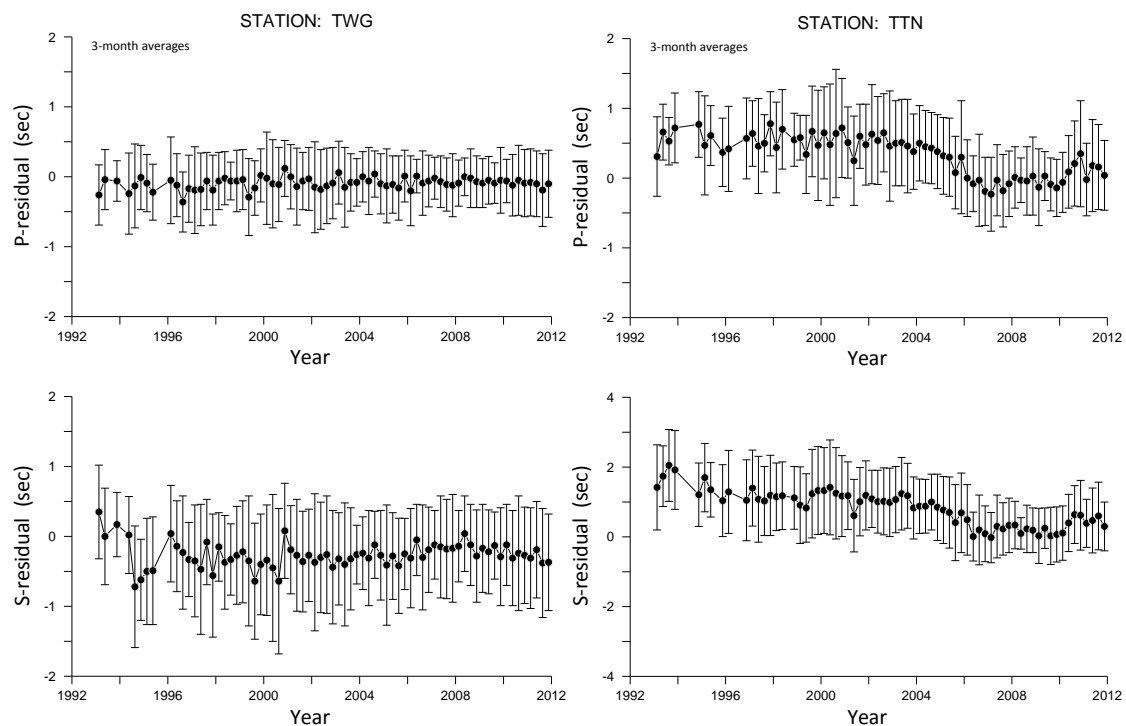 STATION: TWG
3-month averages
P-residual (sec)
2
1
0
-1
-2
1992 1996 2000 2004 2008 2012
Year
STATION: TTN
3-month averages
P-residual (sec)
2
1
0
-1
-2
1992 1996 2000 2004 2008 2012
Year
S-residual (sec)
2
1
0
-1
-2
1992 1996 2000 2004 2008 2012
Year
S-residual (sec)
4
2
0
-2
-4
1992 1996 2000 2004 2008 2012
Year